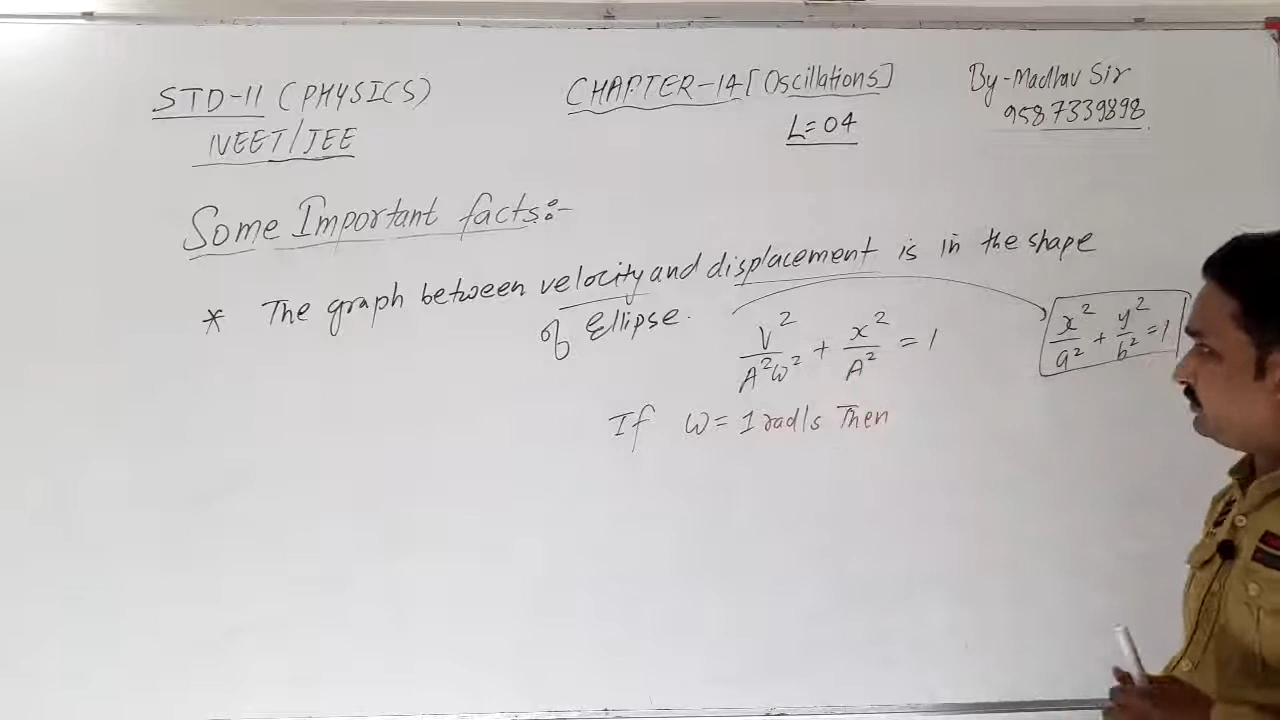 STD-11 (PHYSICS)
NEET/JEE
CHAPTER-14 [Oscillations]
L=04
By-Madhav Sir
9587339898
Some Important facts:-
* The graph between velocity and displacement is in the shape
of Ellipse.
V²/A²ω² + x²/A² = 1
x²/a² + y²/b² = 1
If ω = 1 rad/s Then